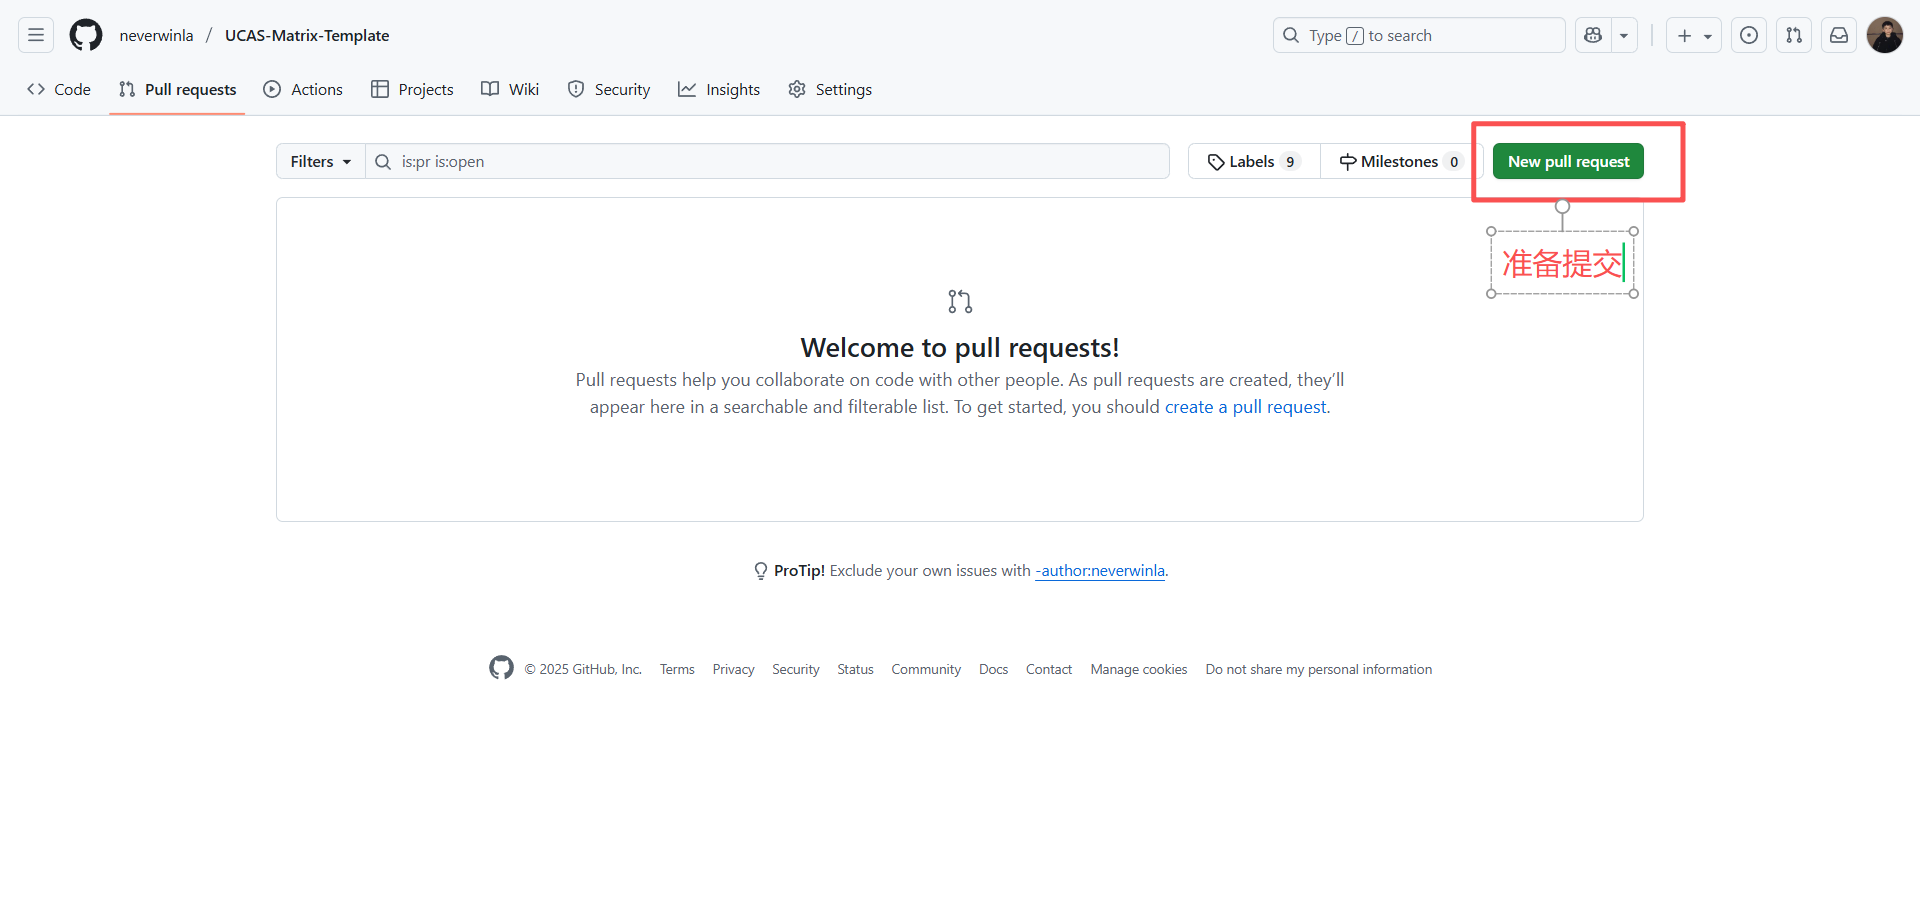 neverwinla / UCAS-Matrix-Template
Type / to search
Code Pull requests Actions Projects Wiki Security Insights Settings
Filters is:pr is:open Labels 9 Milestones 0 New pull request
准备提交
Welcome to pull requests!
Pull requests help you collaborate on code with other people. As pull requests are created, they’ll
appear here in a searchable and filterable list. To get started, you should create a pull request.
ProTip! Exclude your own issues with -author:neverwinla.
© 2025 GitHub, Inc. Terms Privacy Security Status Community Docs Contact Manage cookies Do not share my personal information